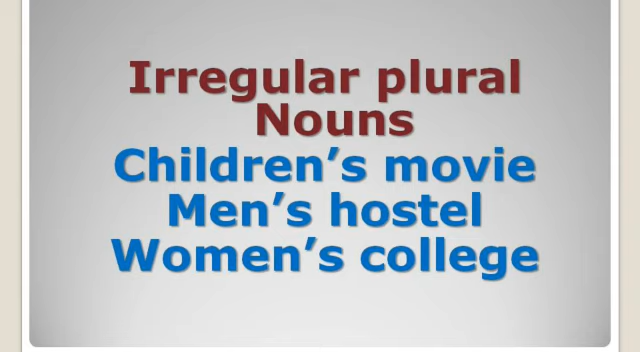 Irregular plural
Nouns
Children’s movie
Men’s hostel
Women’s college